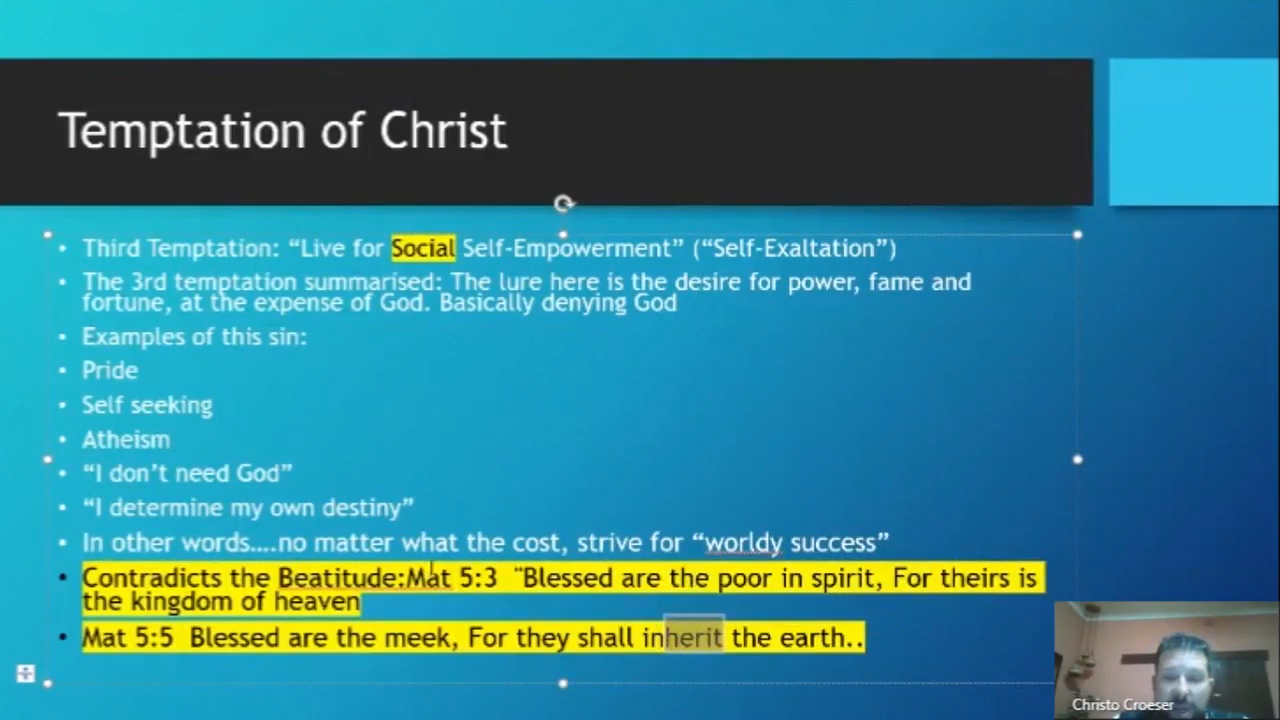 Temptation of Christ
• Third Temptation: “Live for Social Self-Empowerment” (“Self-Exaltation”)
• The 3rd temptation summarised: The lure here is the desire for power, fame and
fortune, at the expense of God. Basically denying God
• Examples of this sin:
• Pride
• Self seeking
• Atheism
• “I don’t need God”
• “I determine my own destiny”
• In other words….no matter what the cost, strive for “worldy success”
• Contradicts the Beatitude:Mat 5:3 "Blessed are the poor in spirit, For theirs is
the kingdom of heaven
• Mat 5:5 Blessed are the meek, For they shall inherit the earth..
Christo Croeser